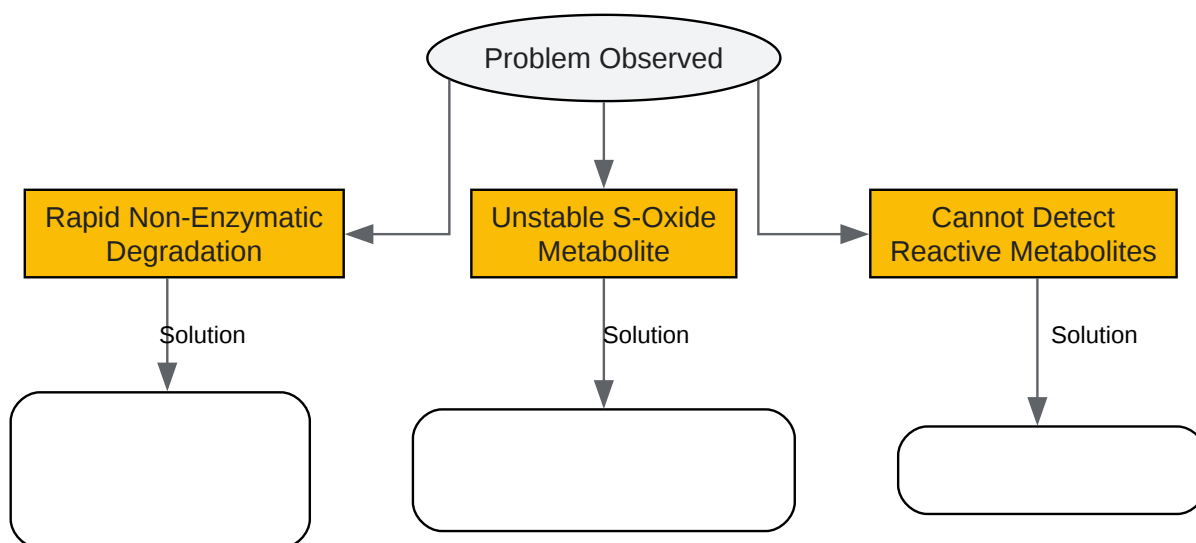 Problem Observed
Rapid Non-Enzymatic
Degradation
Unstable S-Oxide
Metabolite
Cannot Detect
Reactive Metabolites
Solution
Solution
Solution